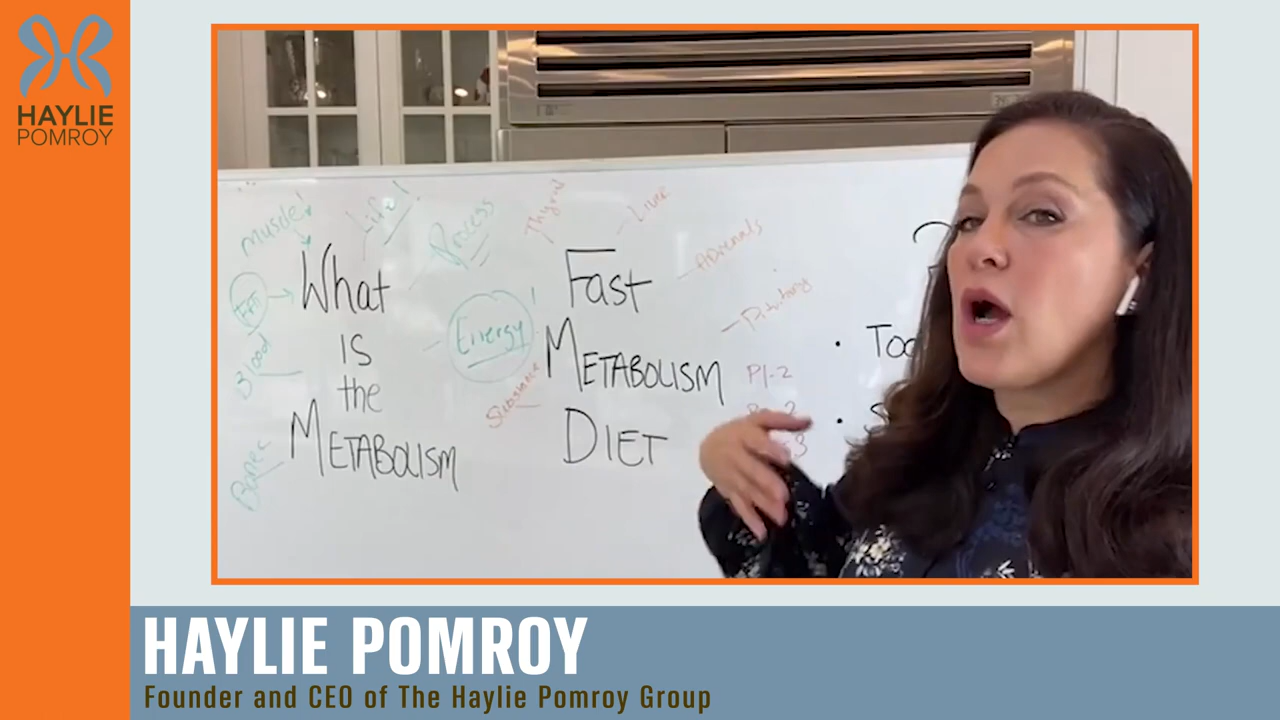 HAYLIE
POMROY
muscle!
Life!
Process
Thyroid
Liver
Adrenals
Pituitary
Fat
Blood
Bones
What
IS
the
METABOLISM
Energy!
Substance
Fast
METABOLISM
DIET
P1-2
HAYLIE POMROY
Founder and CEO of The Haylie Pomroy Group